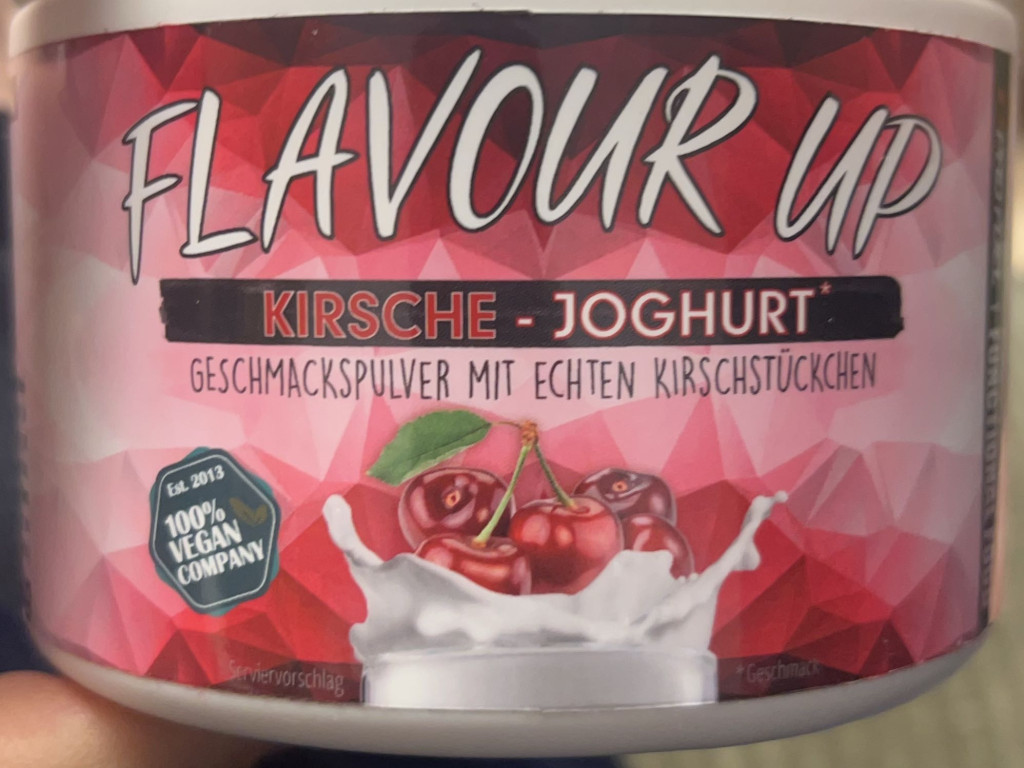 FLAVOUR UP
KIRSCHE - JOGHURT*
GESCHMACKSPULVER MIT ECHTEN KIRSCHSTÜCKCHEN
Est. 2013
100%
VEGAN
COMPANY
Serviervorschlag
*Geschmack